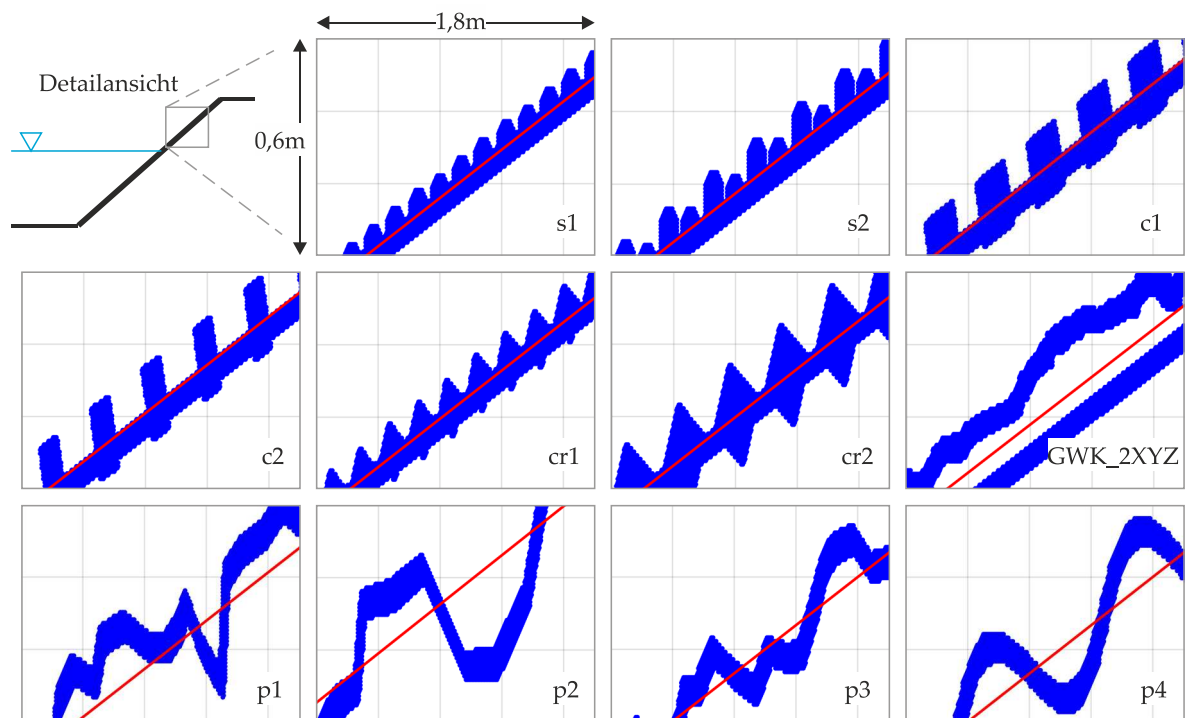 1,8m
Detailansicht
0,6m
s1
s2
c1
c2
cr1
cr2
GWK_2XYZ
p1
p2
p3
p4